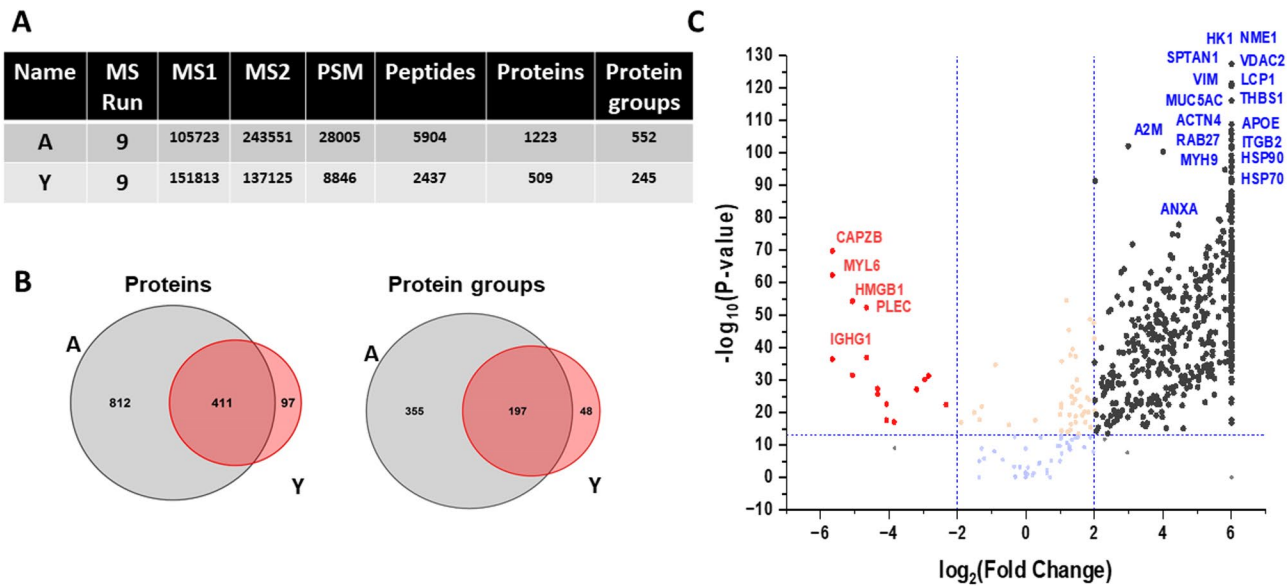 A
Name MS Run MS1 MS2 PSM Peptides Proteins Protein groups
A 9 105723 243551 28005 5904 1223 552
Y 9 151813 137125 8846 2437 509 245
B
Proteins
A
812 411 97
Y
Protein groups
A
355 197 48
Y
C
HK1 NME1
SPTAN1 VDAC2
VIM LCP1
MUC5AC THBS1
ACTN4 APOE
A2M RAB27 ITGB2
MYH9 HSP90
HSP70
ANXA
CAPZB
MYL6
HMGB1
PLEC
IGHG1
130
120
110
100
90
80
70
60
50
40
30
20
10
0
−10
-log10(P-value)
−6 −4 −2 0 2 4 6
log2(Fold Change)